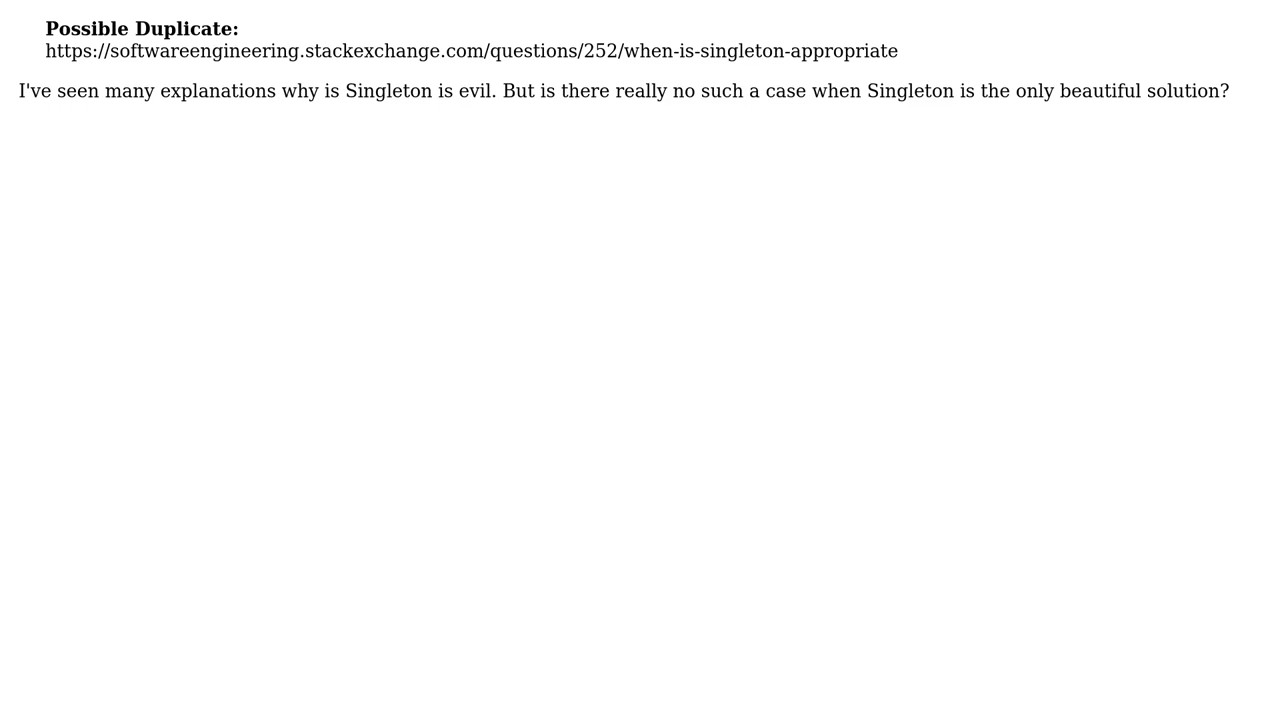 Possible Duplicate:
https://softwareengineering.stackexchange.com/questions/252/when-is-singleton-appropriate
I've seen many explanations why is Singleton is evil. But is there really no such a case when Singleton is the only beautiful solution?